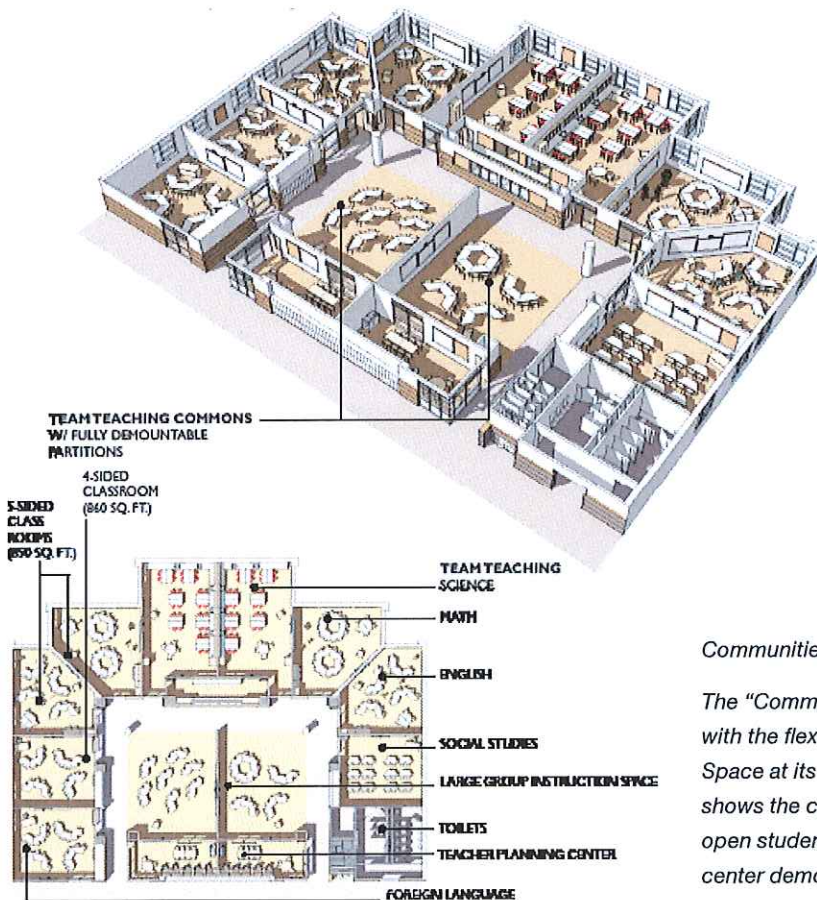 TEAM TEACHING COMMONS
W/ FULLY DEMOUNTABLE
PARTITIONS
4-SIDED
CLASSROOM
(860 SQ. FT.)
5-SIDED
CLASS
ROOMS
(850 SQ. FT.)
TEAM TEACHING
SCIENCE
MATH
ENGLISH
SOCIAL STUDIES
LARGE GROUP INSTRUCTION SPACE
TOILETS
TEACHER PLANNING CENTER
FOREIGN LANGUAGE
Communitie
The “Comm
with the flex
Space at its
shows the c
open studen
center demo